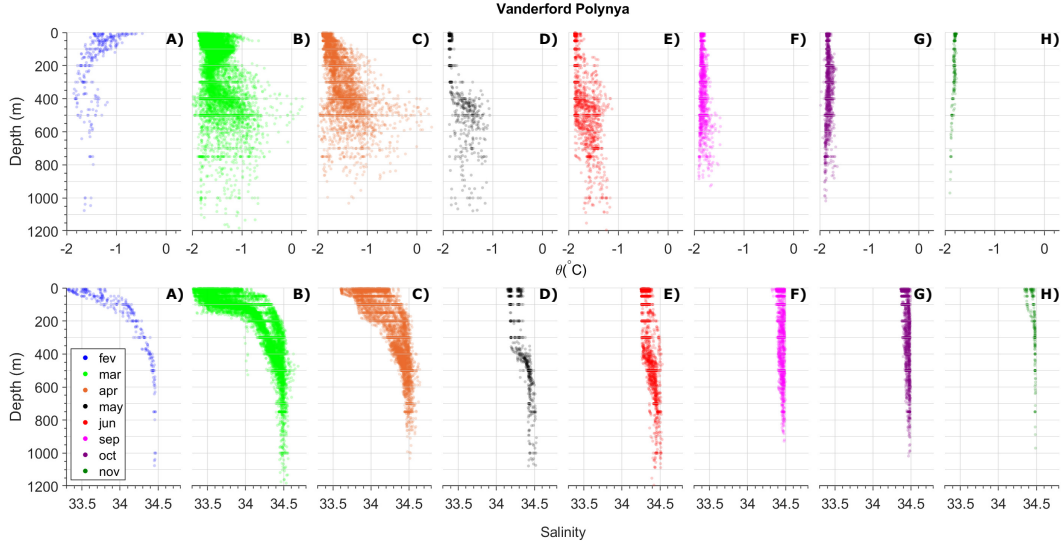 Vanderford Polynya
A) B) C) D) E) F) G) H)
0
200
400
600
800
1000
1200
Depth (m)
-2 -1 0 -2 -1 0 -2 -1 0 -2 -1 0 -2 -1 0 -2 -1 0 -2 -1 0 -2 -1 0
θ(°C)
A) B) C) D) E) F) G) H)
0
200
400
600
800
1000
1200
Depth (m)
fev
mar
apr
may
jun
sep
oct
nov
33.5 34 34.5 33.5 34 34.5 33.5 34 34.5 33.5 34 34.5 33.5 34 34.5 33.5 34 34.5 33.5 34 34.5 33.5 34 34.5
Salinity